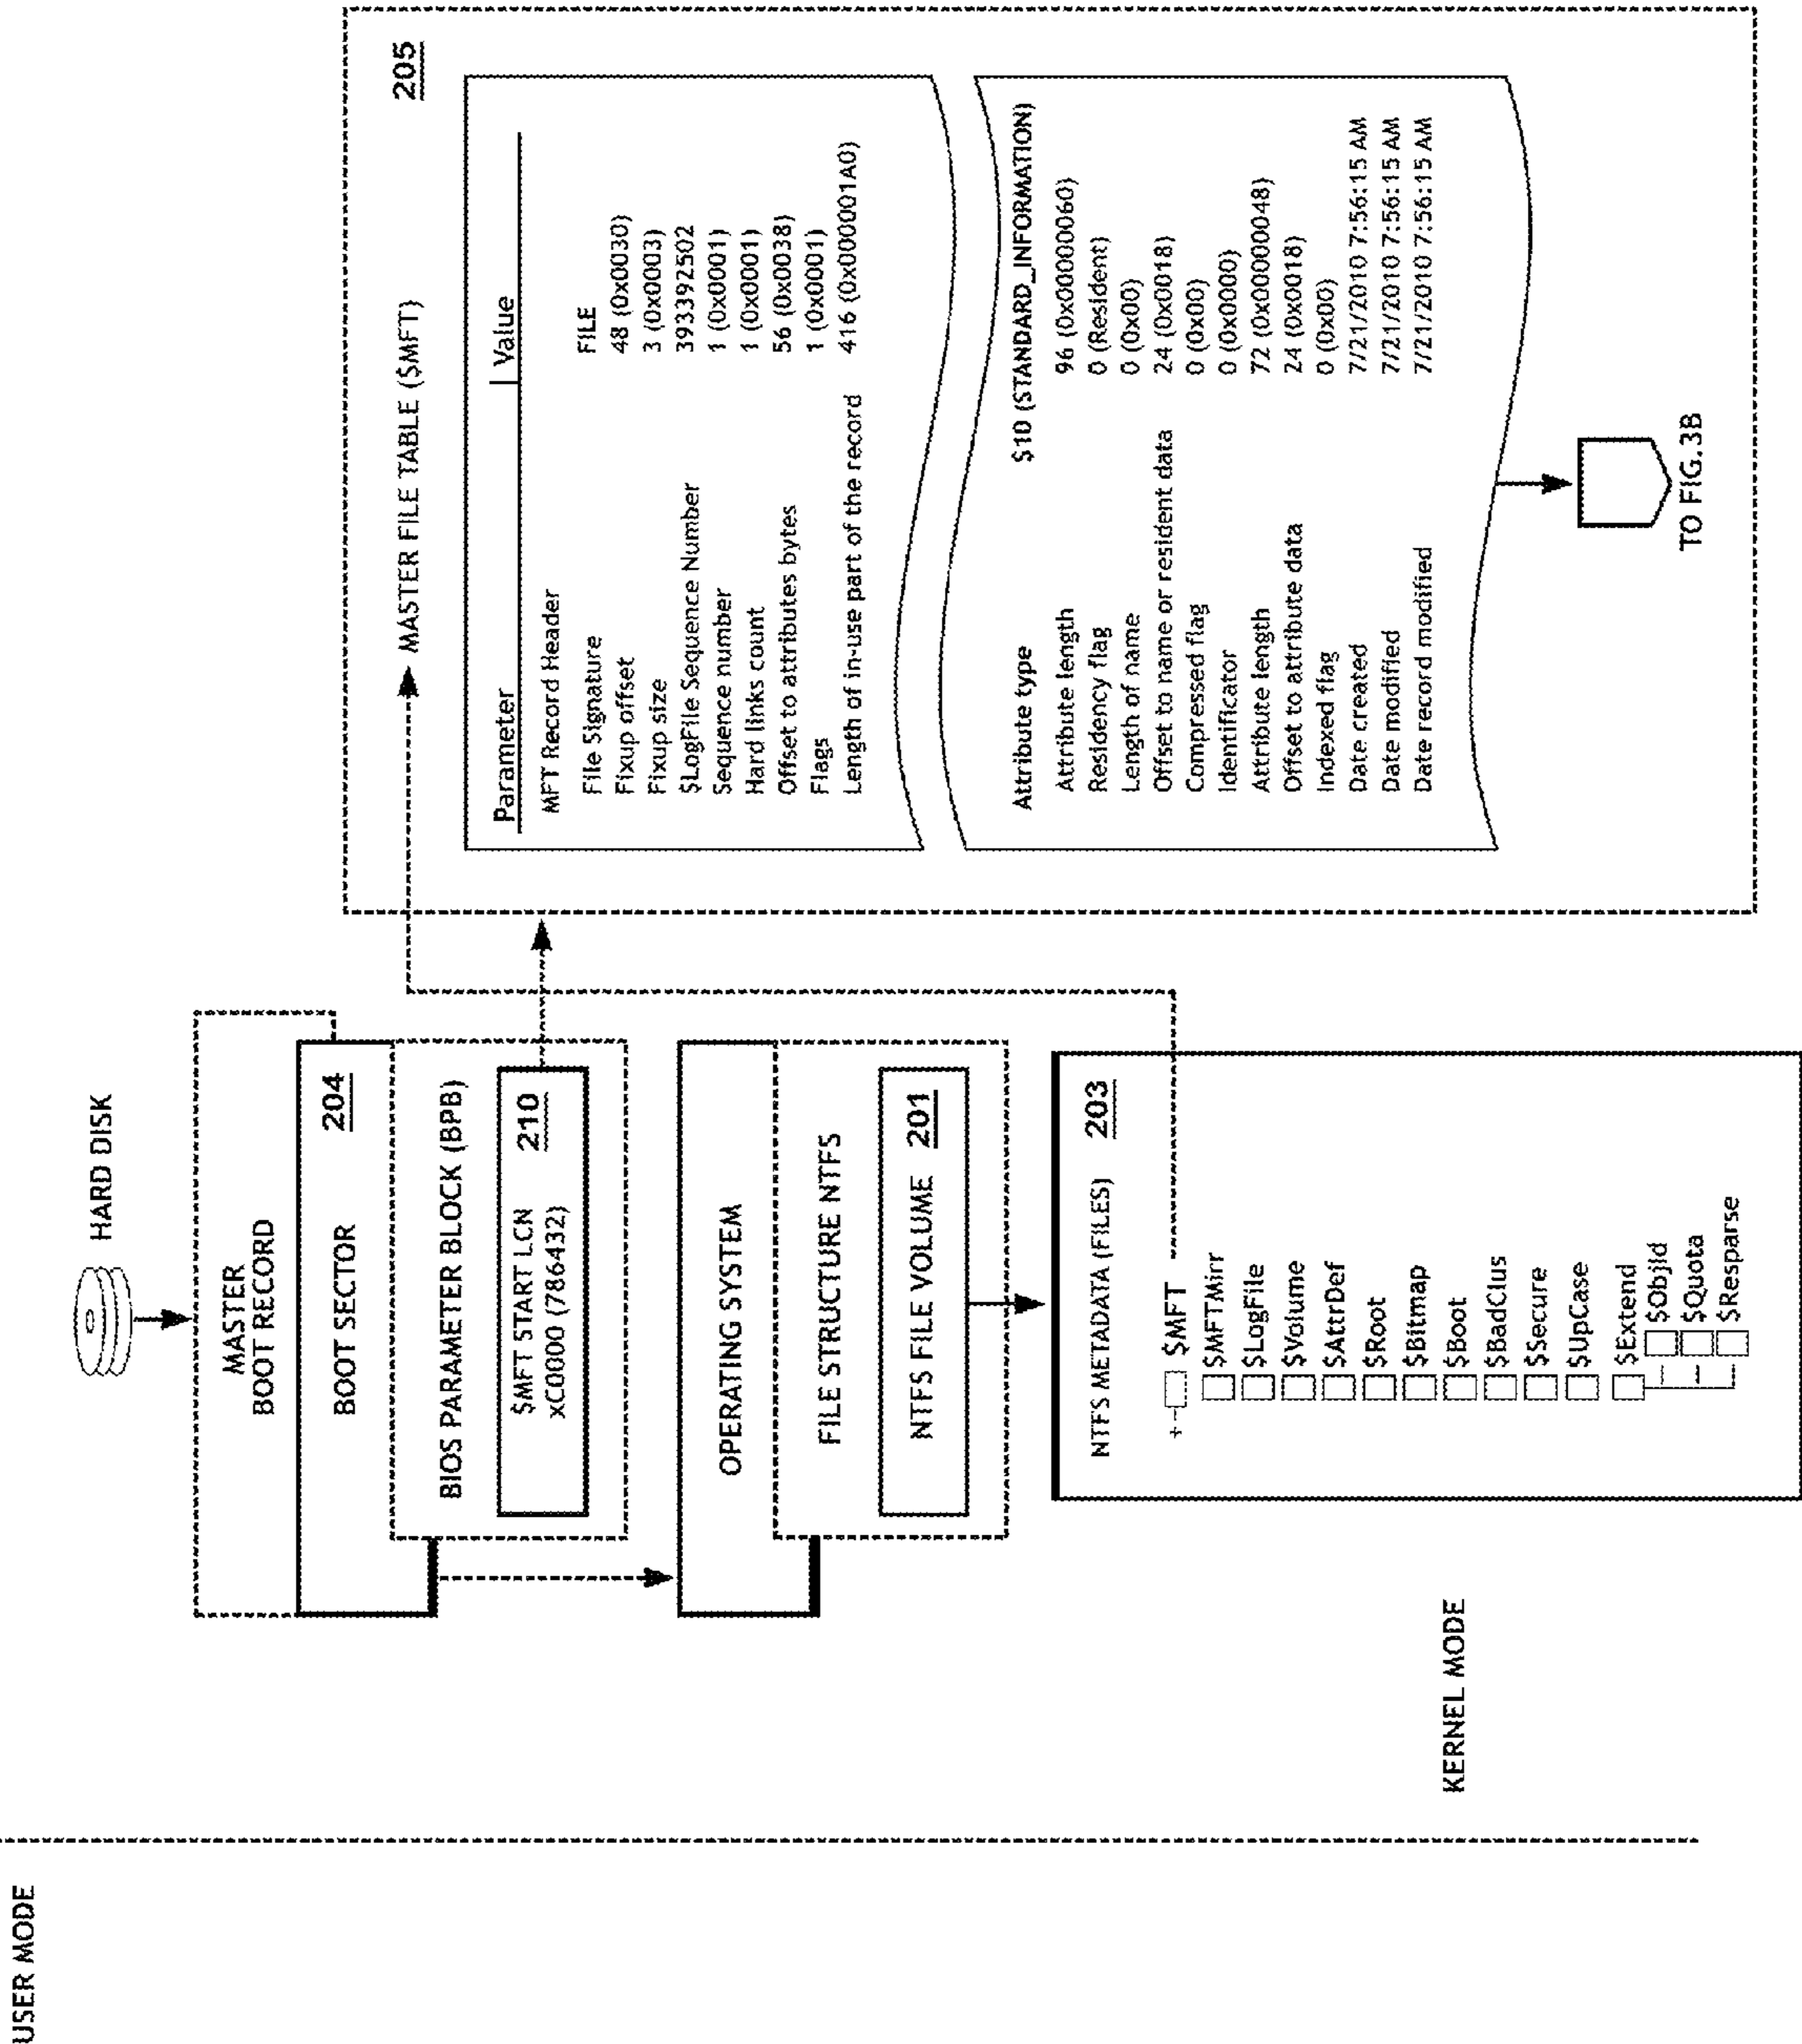 USER MODE
KERNEL MODE
HARD DISK
MASTER
BOOT RECORD
BOOT SECTOR 204
BIOS PARAMETER BLOCK (BPB)
$MFT START LCN 210
xC0000 (786432)
OPERATING SYSTEM
FILE STRUCTURE NTFS
NTFS FILE VOLUME 201
NTFS METADATA (FILES) 203
$MFT
$MFTMirr
$LogFile
$Volume
$AttrDef
$Root
$Bitmap
$Boot
$BadClus
$Secure
$UpCase
$Extend
$ObjId
$Quota
$Resparse
205
MASTER FILE TABLE ($MFT)
Parameter | Value
MFT Record Header
File Signature FILE
Fixup offset 48 (0x0030)
Fixup size 3 (0x0003)
$LogFile Sequence Number 393392502
Sequence number 1 (0x0001)
Hard links count 1 (0x0001)
Offset to attributes bytes 56 (0x0038)
Flags 1 (0x0001)
Length of in-use part of the record 416 (0x000001A0)
Attribute type $10 (STANDARD_INFORMATION)
Attribute length 96 (0x00000060)
Residency flag 0 (Resident)
Length of name 0 (0x00)
Offset to name or resident data 24 (0x0018)
Compressed flag 0 (0x00)
Identificator 0 (0x0000)
Attribute length 72 (0x00000048)
Offset to attribute data 24 (0x0018)
Indexed flag 0 (0x00)
Date created 7/21/2010 7:56:15 AM
Date modified 7/21/2010 7:56:15 AM
Date record modified 7/21/2010 7:56:15 AM
TO FIG.3B